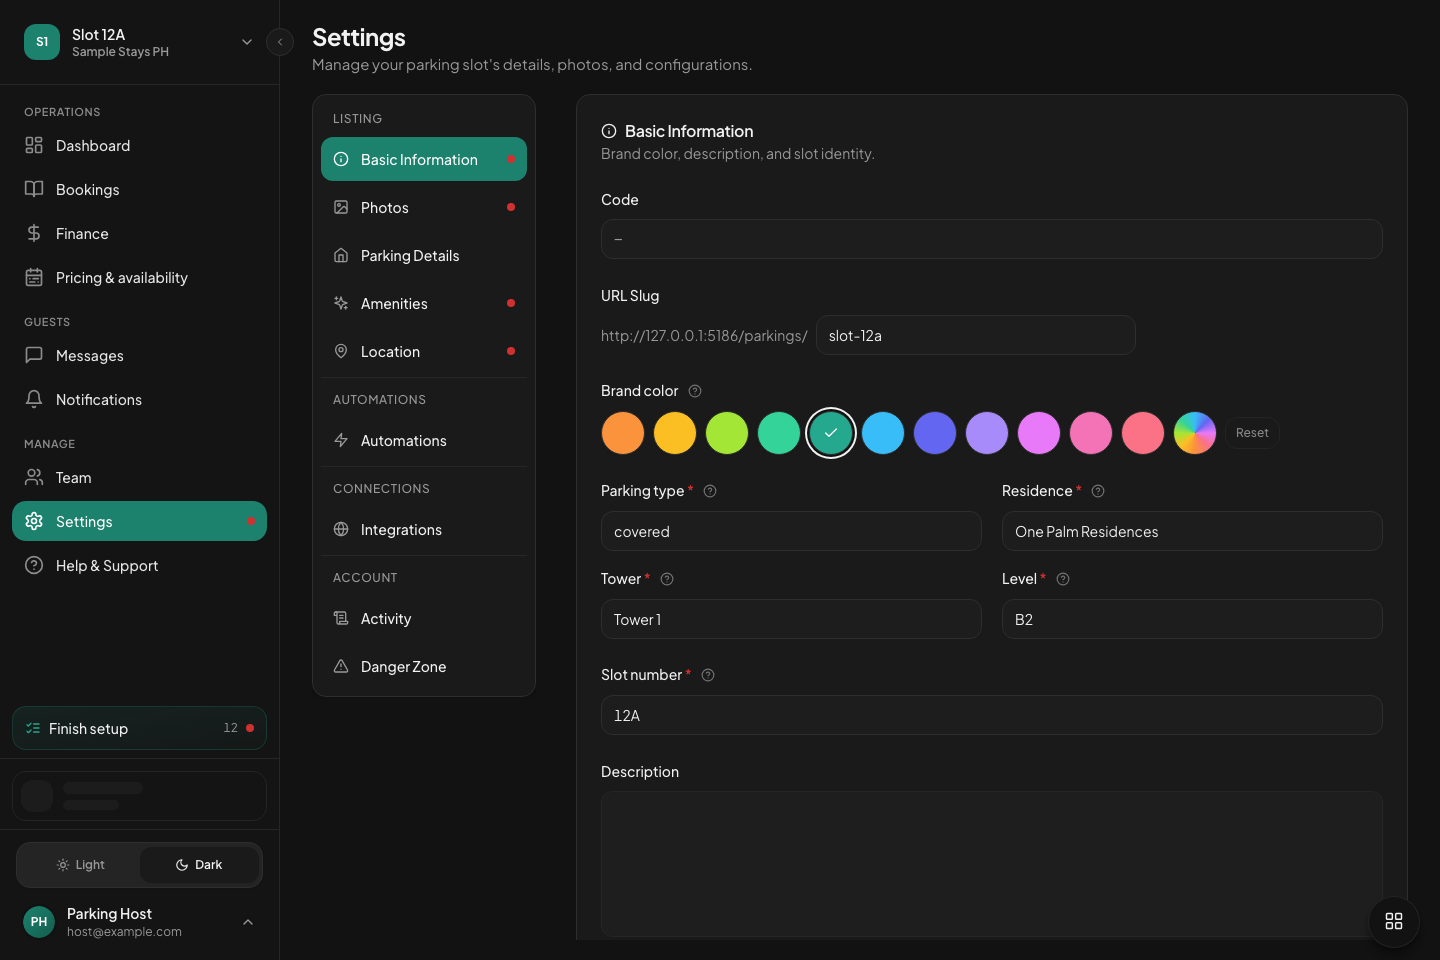 S1
Slot 12A
Sample Stays PH
OPERATIONS
Dashboard
Bookings
Finance
Pricing & availability
GUESTS
Messages
Notifications
MANAGE
Team
Settings
Help & Support
Finish setup
12
Light
Dark
PH
Parking Host
host@example.com
Settings
Manage your parking slot's details, photos, and configurations.
LISTING
Basic Information
Photos
Parking Details
Amenities
Location
AUTOMATIONS
Automations
CONNECTIONS
Integrations
ACCOUNT
Activity
Danger Zone
Basic Information
Brand color, description, and slot identity.
Code
—
URL Slug
http://127.0.0.1:5186/parkings/ slot-12a
Brand color
Reset
Parking type *
Residence *
covered
One Palm Residences
Tower *
Level *
Tower 1
B2
Slot number *
12A
Description